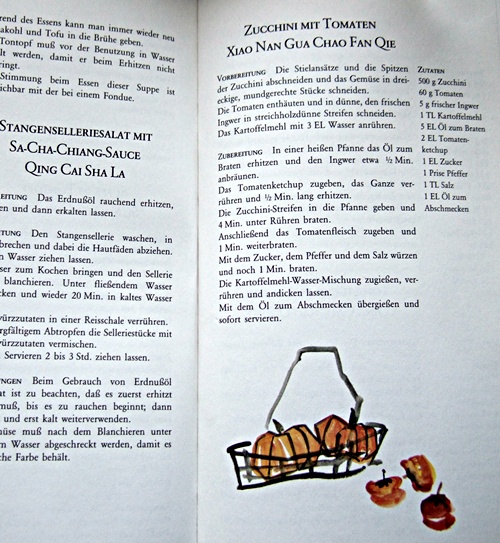 rend des Essens kann man immer wieder neu
akohl und Tofu in die Brühe geben.
Tontopf muß vor der Benutzung in Wasser
lt werden, damit er beim Erhitzen nicht
ringt.
Stimmung beim Essen dieser Suppe ist
ichbar mit der bei einem Fondue.
STANGENSELLERIESALAT MIT
SA-CHA-CHIANG-SAUCE
QING CAI SHA LA
EITUNG Das Erdnußöl rauchend erhitzen,
en und dann erkalten lassen.
TUNG Den Stangensellerie waschen, in
brechen und dabei die Hautfäden abziehen.
n Wasser ziehen lassen.
ser zum Kochen bringen und den Sellerie
blanchieren. Unter fließendem Wasser
cken und wieder 20 Min. in kaltes Wasser
würzzutaten in einer Reisschale verrühren.
rgfältigem Abtropfen die Selleriestücke mit
würzzutaten vermischen.
Servieren 2 bis 3 Std. ziehen lassen.
NGEN Beim Gebrauch von Erdnußöl
at ist zu beachten, daß es zuerst erhitzt
muß, bis es zu rauchen beginnt; dann
und erst kalt weiterverwenden.
üse muß nach dem Blanchieren unter
m Wasser abgeschreckt werden, damit es
che Farbe behält.
ZUCCHINI MIT TOMATEN
XIAO NAN GUA CHAO FAN QIE
VORBEREITUNG Die Stielansätze und die Spitzen
der Zucchini abschneiden und das Gemüse in drei-
eckige, mundgerechte Stücke schneiden.
Die Tomaten enthäuten und in dünne, den frischen
Ingwer in streichholzdünne Streifen schneiden.
Das Kartoffelmehl mit 3 EL Wasser anrühren.
ZUBEREITUNG In einer heißen Pfanne das Öl zum
Braten erhitzen und den Ingwer etwa ½ Min.
anbräunen.
Das Tomatenketchup zugeben, das Ganze ver-
rühren und ½ Min. lang erhitzen.
Die Zucchini-Streifen in die Pfanne geben und
4 Min. unter Rühren braten.
Anschließend das Tomatenfleisch zugeben und
1 Min. weiterbraten.
Mit dem Zucker, dem Pfeffer und dem Salz würzen
und noch 1 Min. braten.
Die Kartoffelmehl-Wasser-Mischung zugießen, ver-
rühren und andicken lassen.
Mit dem Öl zum Abschmecken übergießen und
sofort servieren.
ZUTATEN
500 g Zucchini
60 g Tomaten
5 g frischer Ingwer
1 TL Kartoffelmehl
5 EL Öl zum Braten
2 EL Tomaten-
ketchup
1 EL Zucker
1 Prise Pfeffer
1 TL Salz
1 EL Öl zum
Abschmecken